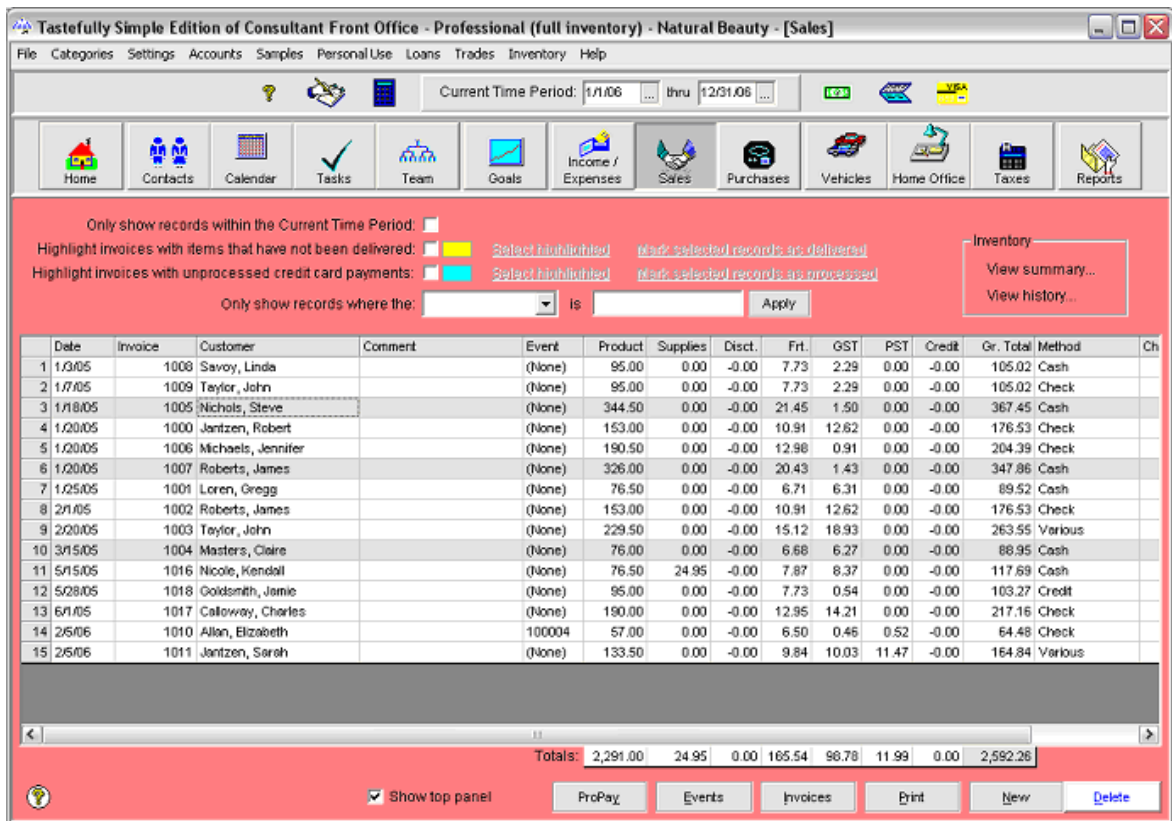 Tastefully Simple Edition of Consultant Front Office - Professional (full inventory) - Natural Beauty - [Sales]
File Categories Settings Accounts Samples Personal Use Loans Trades Inventory Help
Current Time Period: 1/1/06 ... thru 12/31/06 ...
VISA
Home Contacts Calendar Tasks Team Goals Income / Expenses Sales Purchases Vehicles Home Office Taxes Reports
Only show records within the Current Time Period:
Highlight invoices with items that have not been delivered: Select highlighted Mark selected records as delivered
Highlight invoices with unprocessed credit card payments: Select highlighted Mark selected records as processed
Only show records where the: is Apply
Inventory
View summary...
View history...
Date Invoice Customer Comment Event Product Supplies Disct. Frt. GST PST Credit Gr. Total Method Ch
1 1/3/05 1008 Savoy, Linda (None) 95.00 0.00 -0.00 7.73 2.29 0.00 -0.00 105.02 Cash
2 1/7/05 1009 Taylor, John (None) 95.00 0.00 -0.00 7.73 2.29 0.00 -0.00 105.02 Check
3 1/18/05 1005 Nichols, Steve (None) 344.50 0.00 -0.00 21.45 1.50 0.00 -0.00 367.45 Cash
4 1/20/05 1000 Jantzen, Robert (None) 153.00 0.00 -0.00 10.91 12.62 0.00 -0.00 176.53 Check
5 1/20/05 1006 Michaels, Jennifer (None) 190.50 0.00 -0.00 12.98 0.91 0.00 -0.00 204.39 Check
6 1/20/05 1007 Roberts, James (None) 326.00 0.00 -0.00 20.43 1.43 0.00 -0.00 347.86 Cash
7 1/25/05 1001 Loren, Gregg (None) 76.50 0.00 -0.00 6.71 6.31 0.00 -0.00 89.52 Cash
8 2/1/05 1002 Roberts, James (None) 153.00 0.00 -0.00 10.91 12.62 0.00 -0.00 176.53 Check
9 2/20/05 1003 Taylor, John (None) 229.50 0.00 -0.00 15.12 18.93 0.00 -0.00 263.55 Various
10 3/15/05 1004 Masters, Claire (None) 76.00 0.00 -0.00 6.68 6.27 0.00 -0.00 88.95 Cash
11 5/15/05 1016 Nicole, Kendall (None) 76.50 24.95 -0.00 7.87 8.37 0.00 -0.00 117.69 Cash
12 5/28/05 1018 Goldsmith, Jamie (None) 95.00 0.00 -0.00 7.73 0.54 0.00 -0.00 103.27 Credit
13 6/1/05 1017 Calloway, Charles (None) 190.00 0.00 -0.00 12.95 14.21 0.00 -0.00 217.16 Check
14 2/5/06 1010 Allan, Elizabeth 100004 57.00 0.00 -0.00 6.50 0.46 0.52 -0.00 64.48 Check
15 2/5/06 1011 Jantzen, Sarah (None) 133.50 0.00 -0.00 9.84 10.03 11.47 -0.00 164.84 Various
Totals: 2,291.00 24.95 0.00 165.54 98.78 11.99 0.00 2,592.26
Show top panel ProPay Events Invoices Print New Delete